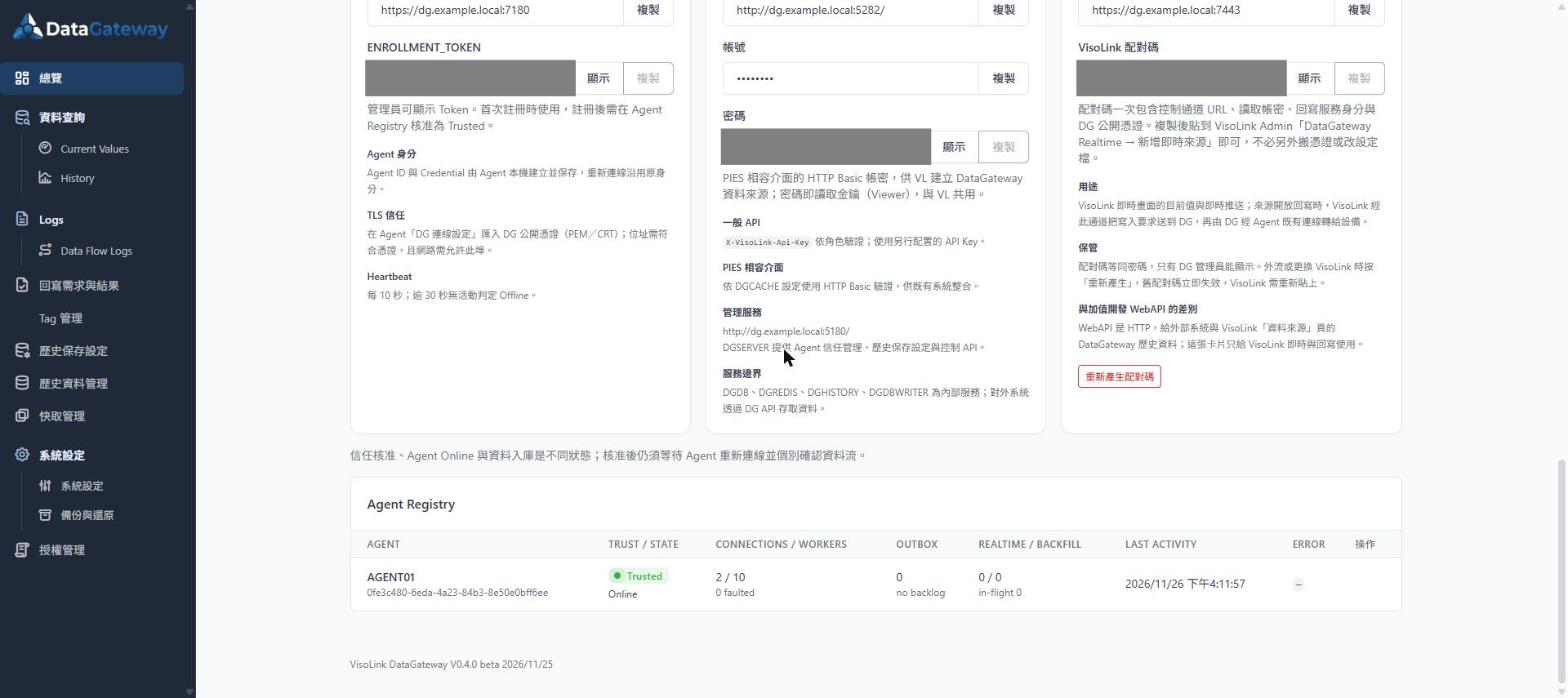 DataGateway
總覽
資料查詢
Current Values
History
Logs
Data Flow Logs
回寫需求與結果
Tag 管理
歷史保存設定
歷史資料管理
快取管理
系統設定
系統設定
備份與還原
授權管理
https://dg.example.local:7180
複製
ENROLLMENT_TOKEN
顯示
複製
管理員可顯示 Token。首次註冊時使用，註冊後需在 Agent
Registry 核准為 Trusted。
Agent 身分
Agent ID 與 Credential 由 Agent 本機建立並保存，重新連線沿用原身
分。
TLS 信任
在 Agent「DG 連線設定」匯入 DG 公開憑證（PEM／CRT）；位址需符
合憑證，且網路需允許此埠。
Heartbeat
每 10 秒；逾 30 秒無活動判定 Offline。
http://dg.example.local:5282/
複製
帳號
••••••••
複製
密碼
顯示
複製
PIES 相容介面的 HTTP Basic 帳密，供 VL 建立 DataGateway
資料來源；密碼即讀取金鑰（Viewer），與 VL 共用。
一般 API
X-VisoLink-Api-Key 依角色驗證；使用另行配置的 API Key。
PIES 相容介面
依 DGCACHE 設定使用 HTTP Basic 驗證，供既有系統整合。
管理服務
http://dg.example.local:5180/
DGSERVER 提供 Agent 信任管理、歷史保存設定與控制 API。
服務邊界
DGDB、DGREDIS、DGHISTORY、DGDBWRITER 為內部服務；對外系統
透過 DG API 存取資料。
https://dg.example.local:7443
複製
VisoLink 配對碼
顯示
複製
配對碼一次包含控制通道 URL、讀取帳密、回寫服務身分與
DG 公開憑證。複製後貼到 VisoLink Admin「DataGateway
Realtime → 新增即時來源」即可，不必另外搬憑證或改設定
檔。
用途
VisoLink 即時畫面的目前值與即時推送；來源開放回寫時，VisoLink 經
此通道把寫入要求送到 DG，再由 DG 經 Agent 既有連線轉給設備。
保管
配對碼等同密碼，只有 DG 管理員能顯示。外流或更換 VisoLink 時按
「重新產生」，舊配對碼立即失效，VisoLink 需重新貼上。
與加值開發 WebAPI 的差別
WebAPI 是 HTTP，給外部系統與 VisoLink「資料來源」頁的
DataGateway 歷史資料；這張卡片只給 VisoLink 即時與回寫使用。
重新產生配對碼
信任核准、Agent Online 與資料入庫是不同狀態；核准後仍須等待 Agent 重新連線並個別確認資料流。
Agent Registry
AGENT TRUST / STATE CONNECTIONS / WORKERS OUTBOX REALTIME / BACKFILL LAST ACTIVITY ERROR 操作
AGENT01 Trusted 2 / 10 0 0 / 0 2026/11/26 下午4:11:57 –
0fe3c480-6eda-4a23-84b3-8e50e0bff6ee Online 0 faulted no backlog in-flight 0
VisoLink DataGateway V0.4.0 beta 2026/11/25